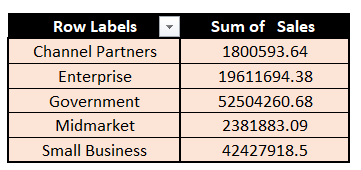 Row Labels Sum of Sales
Channel Partners 1800593.64
Enterprise 19611694.38
Government 52504260.68
Midmarket 2381883.09
Small Business 42427918.5